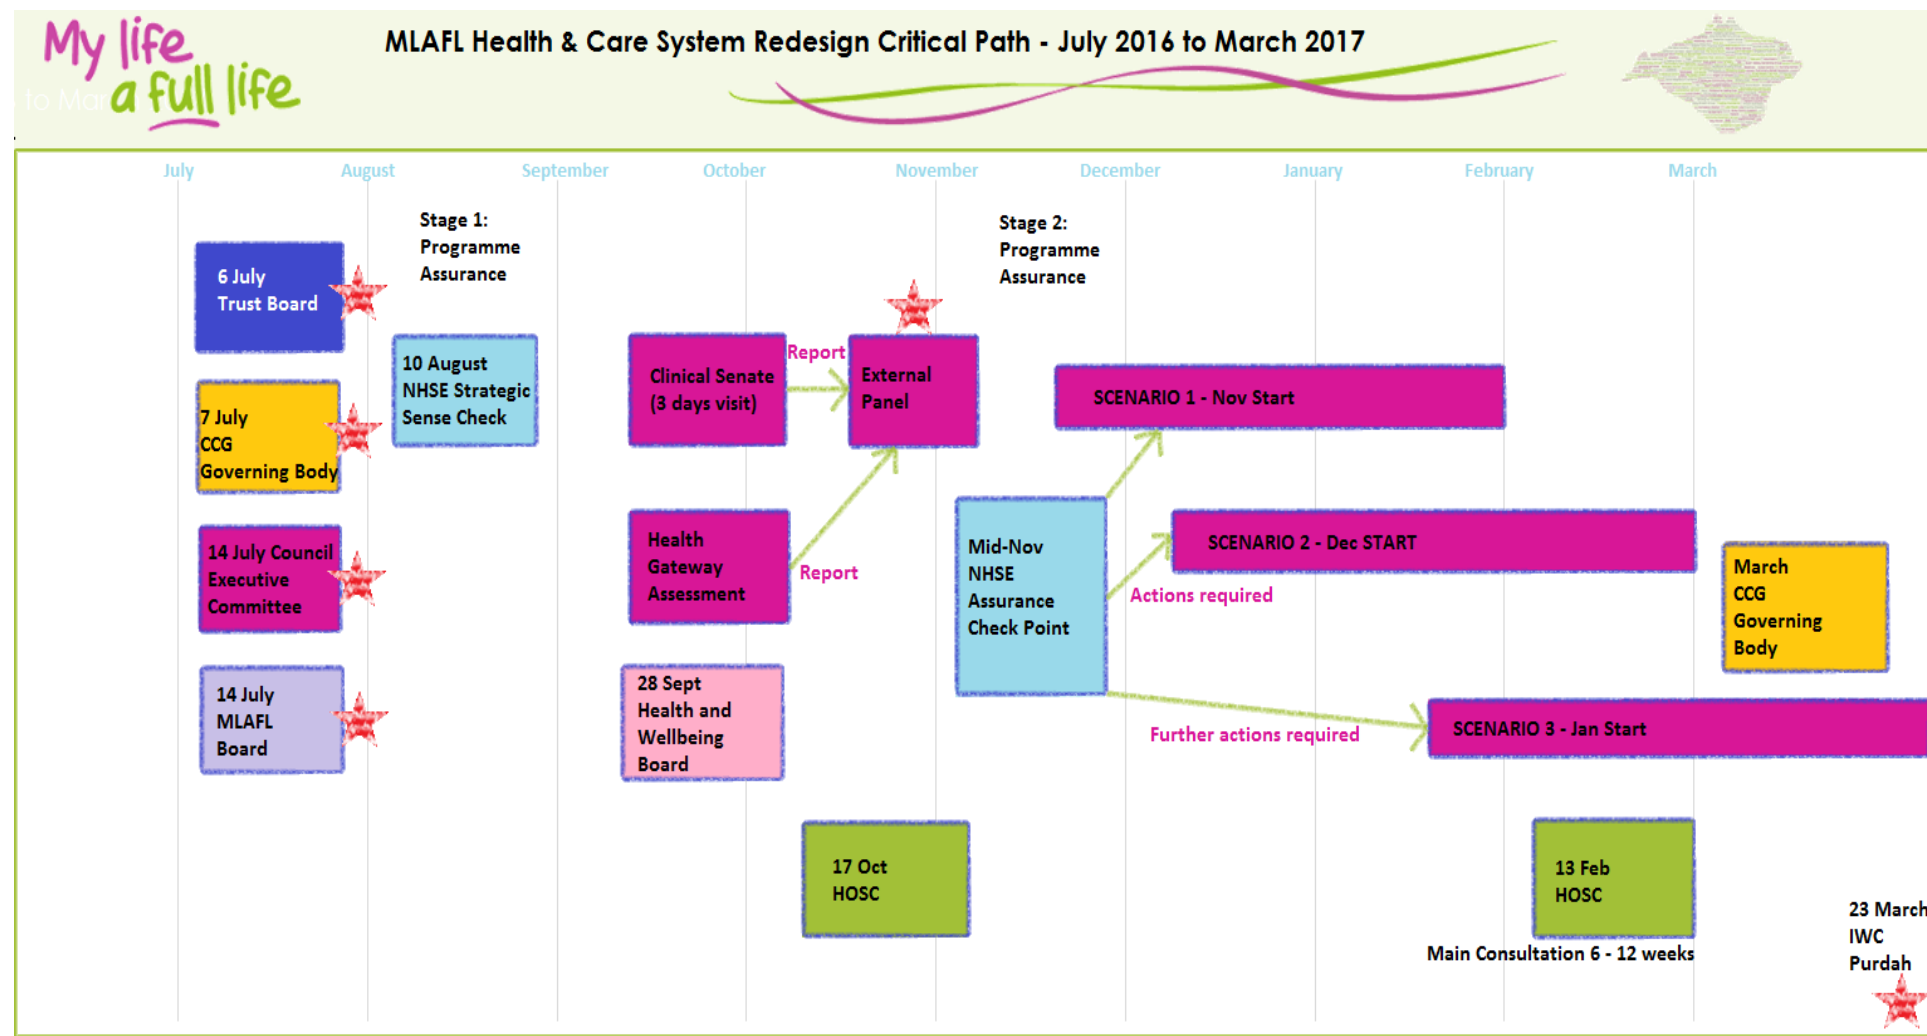 My life
a full life
to Mar
MLAFL Health & Care System Redesign Critical Path - July 2016 to March 2017
July
August
September
October
November
December
January
February
March
6 July
Trust Board
7 July
CCG
Governing Body
14 July Council
Executive
Committee
14 July
MLAFL
Board
Stage 1:
Programme
Assurance
10 August
NHSE Strategic
Sense Check
Clinical Senate
(3 days visit)
Report
External
Panel
Health
Gateway
Assessment
Report
28 Sept
Health and
Wellbeing
Board
17 Oct
HOSC
Stage 2:
Programme
Assurance
Mid-Nov
NHSE
Assurance
Check Point
SCENARIO 1 - Nov Start
SCENARIO 2 - Dec START
Actions required
Further actions required
SCENARIO 3 - Jan Start
March
CCG
Governing
Body
13 Feb
HOSC
Main Consultation 6 - 12 weeks
23 March
IWC
Purdah